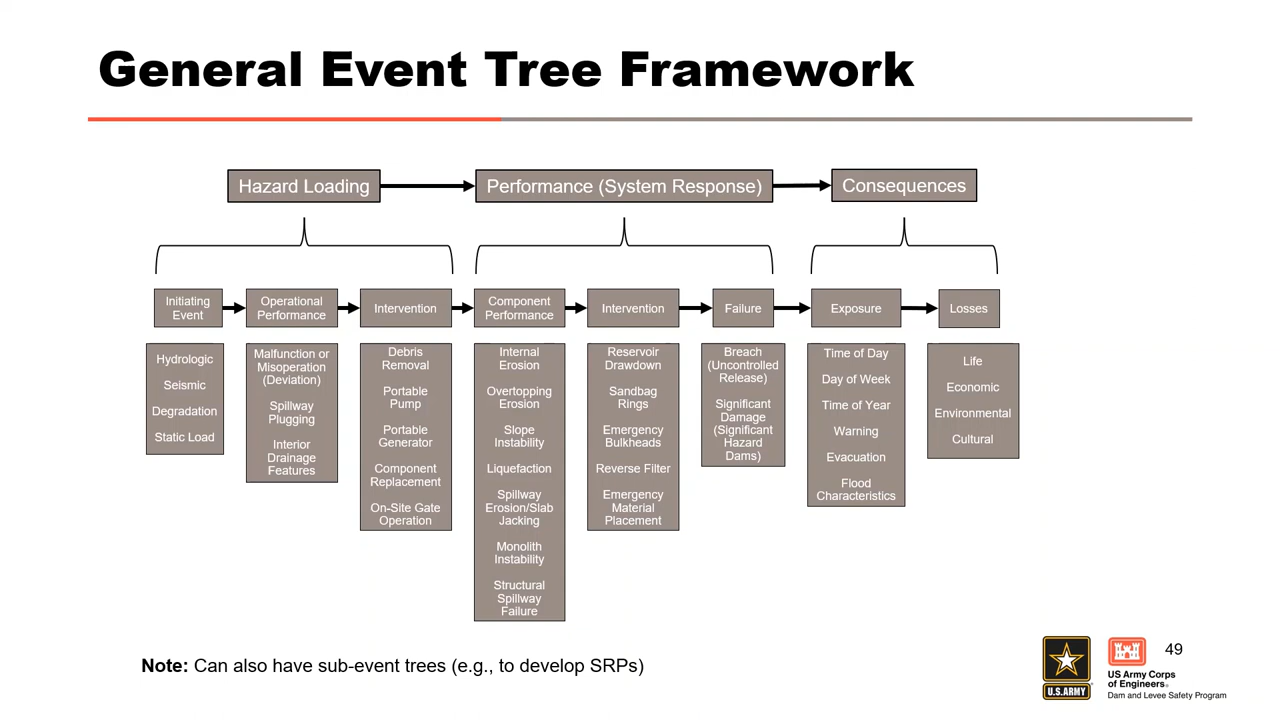 General Event Tree Framework
Hazard Loading
Performance (System Response)
Consequences
Initiating
Event
Operational
Performance
Intervention
Component
Performance
Intervention
Failure
Exposure
Losses
Hydrologic
Seismic
Degradation
Static Load
Malfunction or
Misoperation
(Deviation)
Spillway
Plugging
Interior
Drainage
Features
Debris
Removal
Portable
Pump
Portable
Generator
Component
Replacement
On-Site Gate
Operation
Internal
Erosion
Overtopping
Erosion
Slope
Instability
Liquefaction
Spillway
Erosion/Slab
Jacking
Monolith
Instability
Structural
Spillway
Failure
Reservoir
Drawdown
Sandbag
Rings
Emergency
Bulkheads
Reverse Filter
Emergency
Material
Placement
Breach
(Uncontrolled
Release)
Significant
Damage
(Significant
Hazard
Dams)
Time of Day
Day of Week
Time of Year
Warning
Evacuation
Flood
Characteristics
Life
Economic
Environmental
Cultural
Note: Can also have sub-event trees (e.g., to develop SRPs)
U.S.ARMY
US Army Corps
of Engineers®
Dam and Levee Safety Program
49